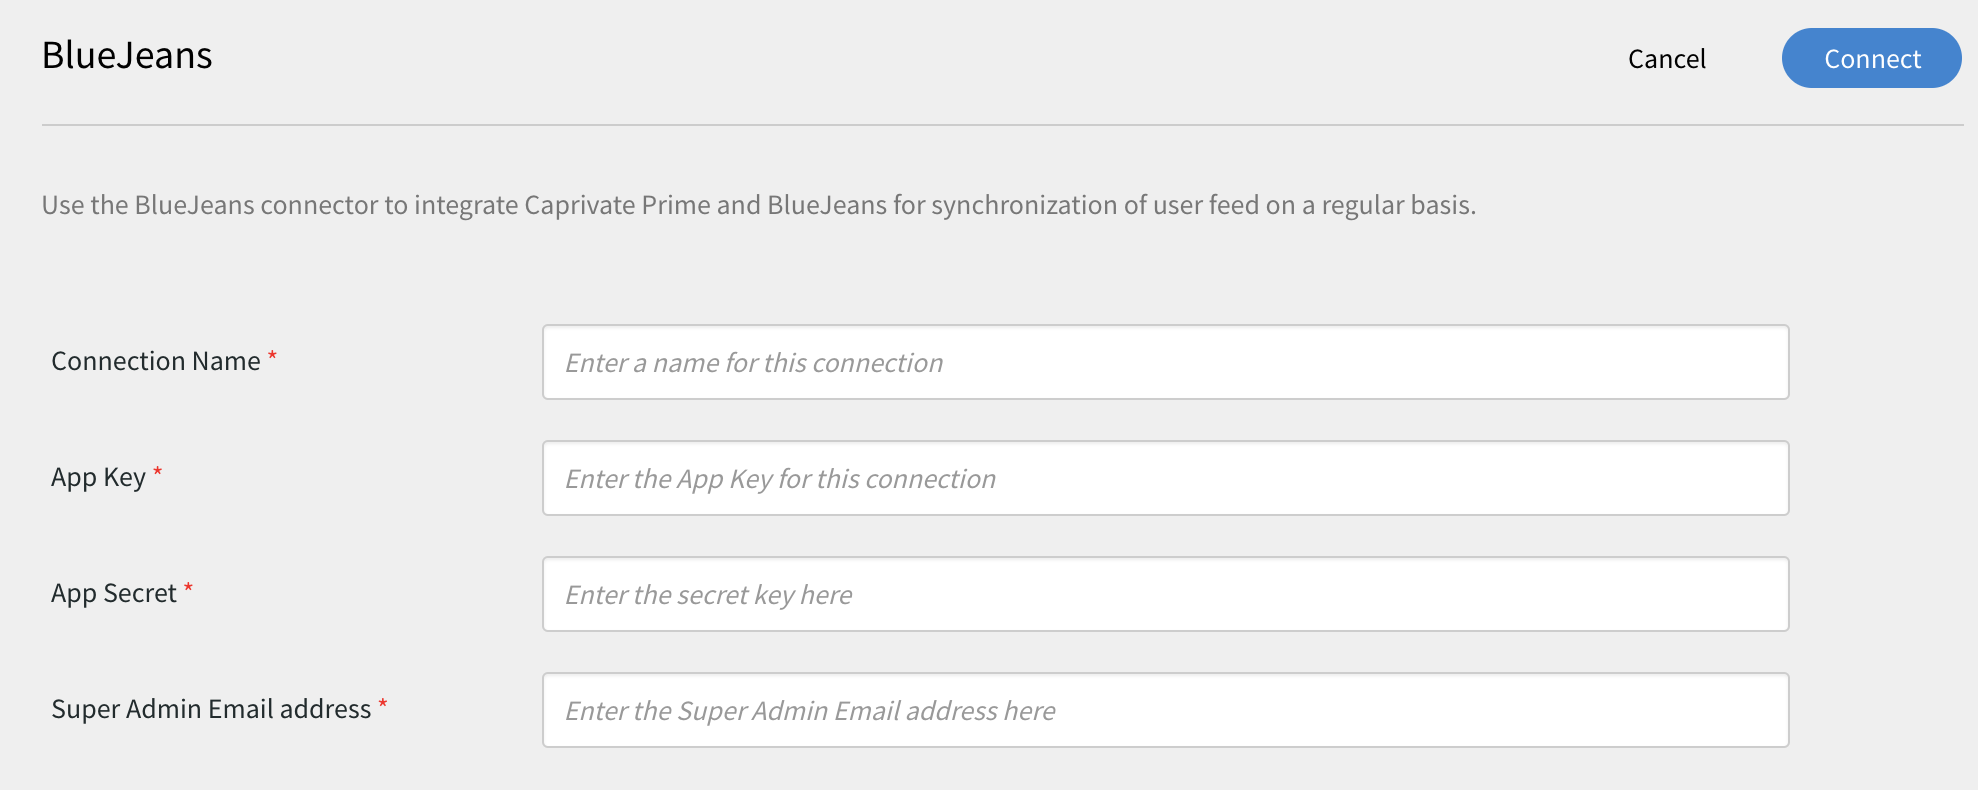 BlueJeans
Cancel
Connect
Use the BlueJeans connector to integrate Caprivate Prime and BlueJeans for synchronization of user feed on a regular basis.
Connection Name *
Enter a name for this connection
App Key *
Enter the App Key for this connection
App Secret *
Enter the secret key here
Super Admin Email address *
Enter the Super Admin Email address here